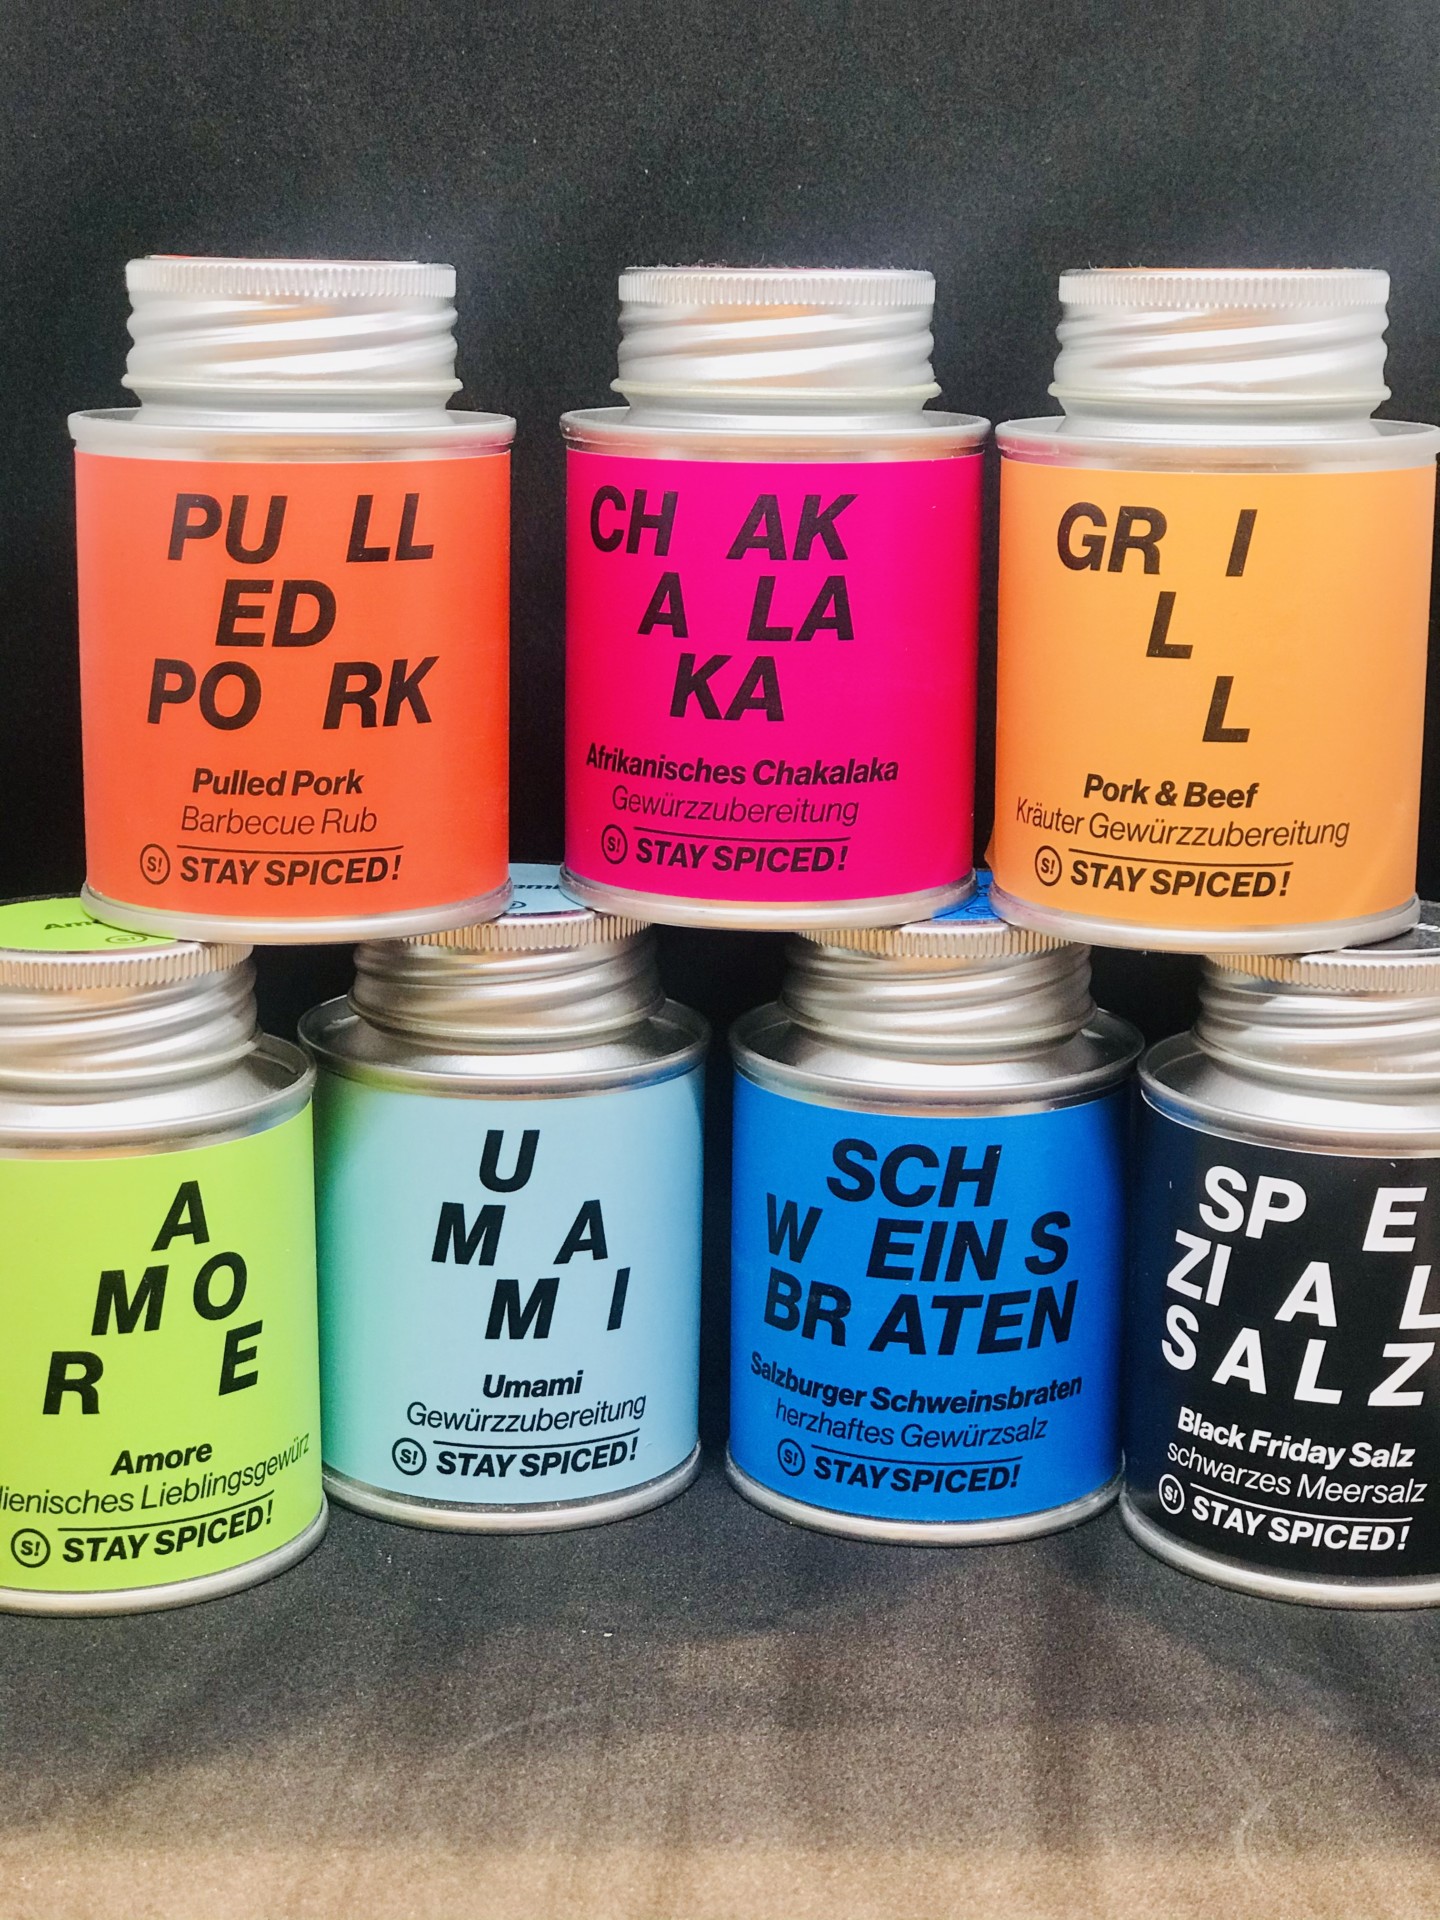 PU LL
ED
PO RK
Pulled Pork
Barbecue Rub
S! STAY SPICED!
CH AK
A LA
KA
Afrikanisches Chakalaka
Gewürzzubereitung
S! STAY SPICED!
GR I
L
L
Pork & Beef
Kräuter Gewürzzubereitung
S! STAY SPICED!
A
M O
R E
Amore
Lieblingsgewürz
S! STAY SPICED!
U
M A
M I
Umami
Gewürzzubereitung
S! STAY SPICED!
SCH
W EIN S
BR ATEN
Salzburger Schweinsbraten
herzhaftes Gewürzsalz
S! STAY SPICED!
SP E
ZI A L
SALZ
Black Friday Salz
schwarzes Meersalz
S! STAY SPICED!